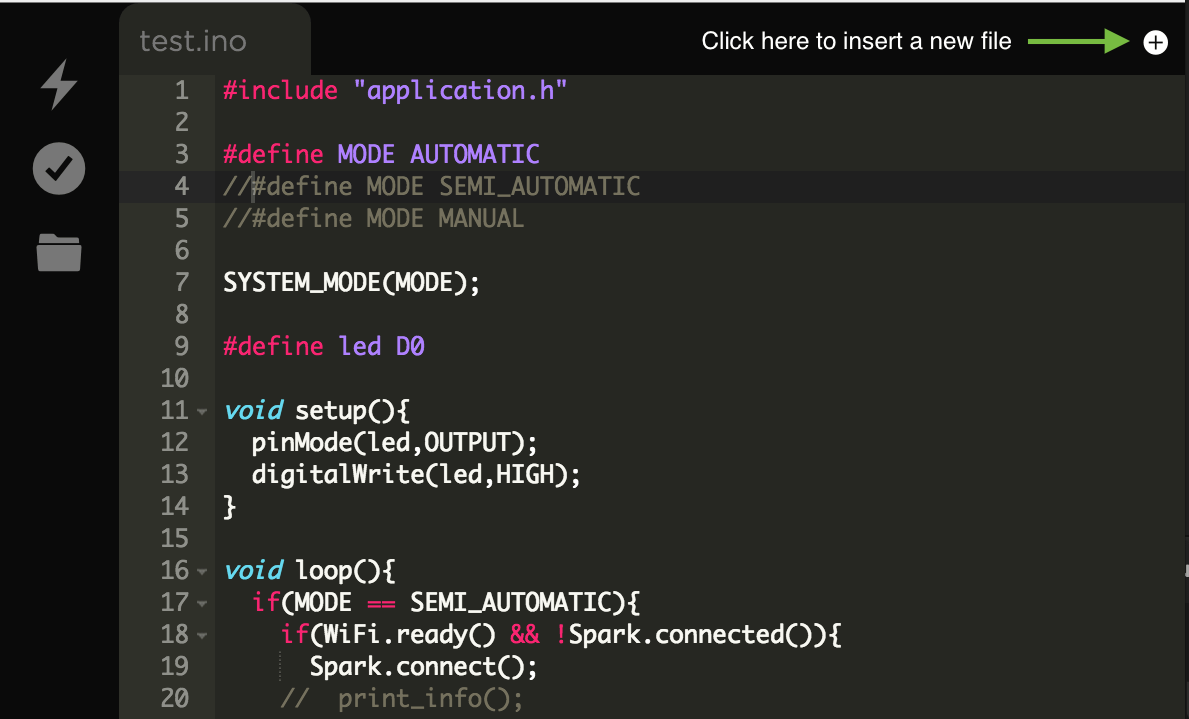 test.ino
Click here to insert a new file
1 #include "application.h"
2
3 #define MODE AUTOMATIC
4 //#define MODE SEMI_AUTOMATIC
5 //#define MODE MANUAL
6
7 SYSTEM_MODE(MODE);
8
9 #define led D0
10
11 void setup(){
12   pinMode(led,OUTPUT);
13   digitalWrite(led,HIGH);
14 }
15
16 void loop(){
17   if(MODE == SEMI_AUTOMATIC){
18     if(WiFi.ready() && !Spark.connected()){
19       Spark.connect();
20     //  print_info();